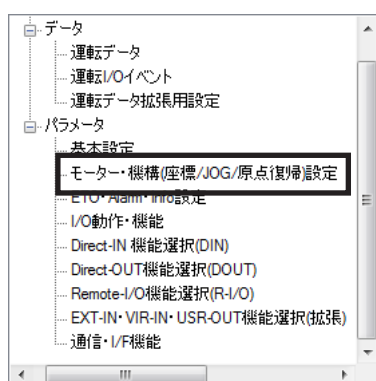 データ
運転データ
運転I/Oイベント
運転データ拡張用設定
パラメータ
基本設定
モーター・機構(座標/JOG/原点復帰)設定
ETO・Alarm・Info設定
I/O動作・機能
Direct-IN 機能選択(DIN)
Direct-OUT機能選択(DOUT)
Remote-I/O機能選択(R-I/O)
EXT-IN・VIR-IN・USR-OUT機能選択(拡張)
通信・I/F機能